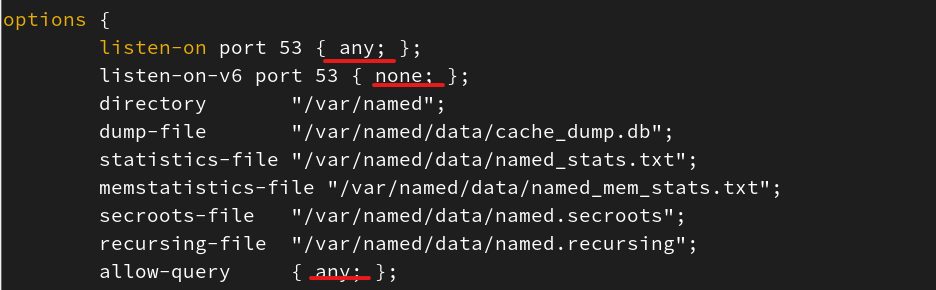 options {
        listen-on port 53 { any; };
        listen-on-v6 port 53 { none; };
        directory       "/var/named";
        dump-file       "/var/named/data/cache_dump.db";
        statistics-file "/var/named/data/named_stats.txt";
        memstatistics-file "/var/named/data/named_mem_stats.txt";
        secroots-file   "/var/named/data/named.secroots";
        recursing-file  "/var/named/data/named.recursing";
        allow-query     { any; };